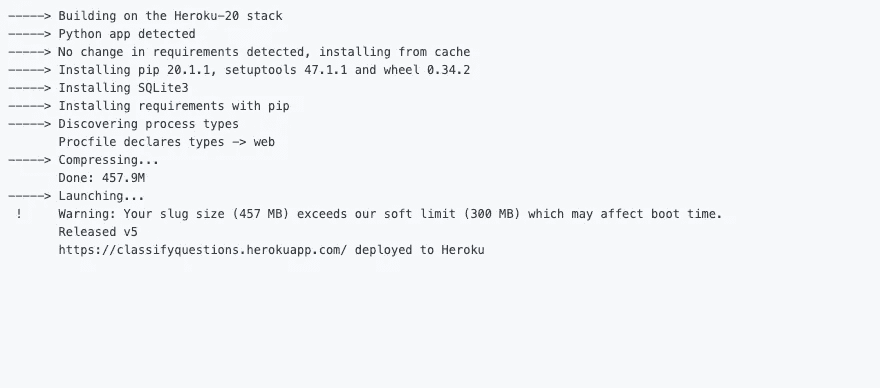 -----> Building on the Heroku-20 stack
-----> Python app detected
-----> No change in requirements detected, installing from cache
-----> Installing pip 20.1.1, setuptools 47.1.1 and wheel 0.34.2
-----> Installing SQLite3
-----> Installing requirements with pip
-----> Discovering process types
       Procfile declares types -> web
-----> Compressing...
       Done: 457.9M
-----> Launching...
 !     Warning: Your slug size (457 MB) exceeds our soft limit (300 MB) which may affect boot time.
       Released v5
       https://classifyquestions.herokuapp.com/ deployed to Heroku